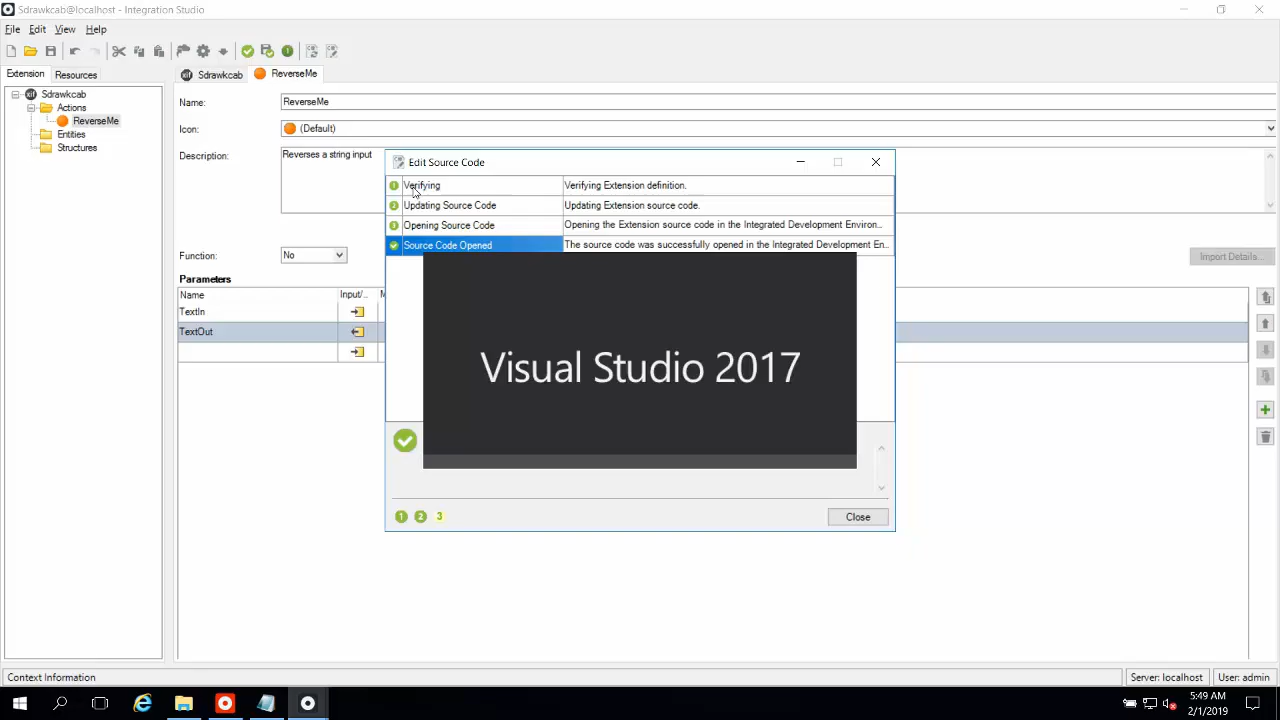 Sdrawkcab@localhost - Integration Studio
File Edit View Help
Extension Resources Sdrawkcab ReverseMe
Sdrawkcab
Actions
ReverseMe
Entities
Structures
Name: ReverseMe
Icon: (Default)
Description: Reverses a string input
Function: No Import Details...
Parameters
Name Input/..
TextIn
TextOut
Edit Source Code
Verifying Verifying Extension definition.
Updating Source Code Updating Extension source code.
Opening Source Code Opening the Extension source code in the Integrated Development Environ...
Source Code Opened The source code was successfully opened in the Integrated Development En...
Visual Studio 2017
1 2 3 Close
Context Information Server: localhost User: admin
5:49 AM
2/1/2019